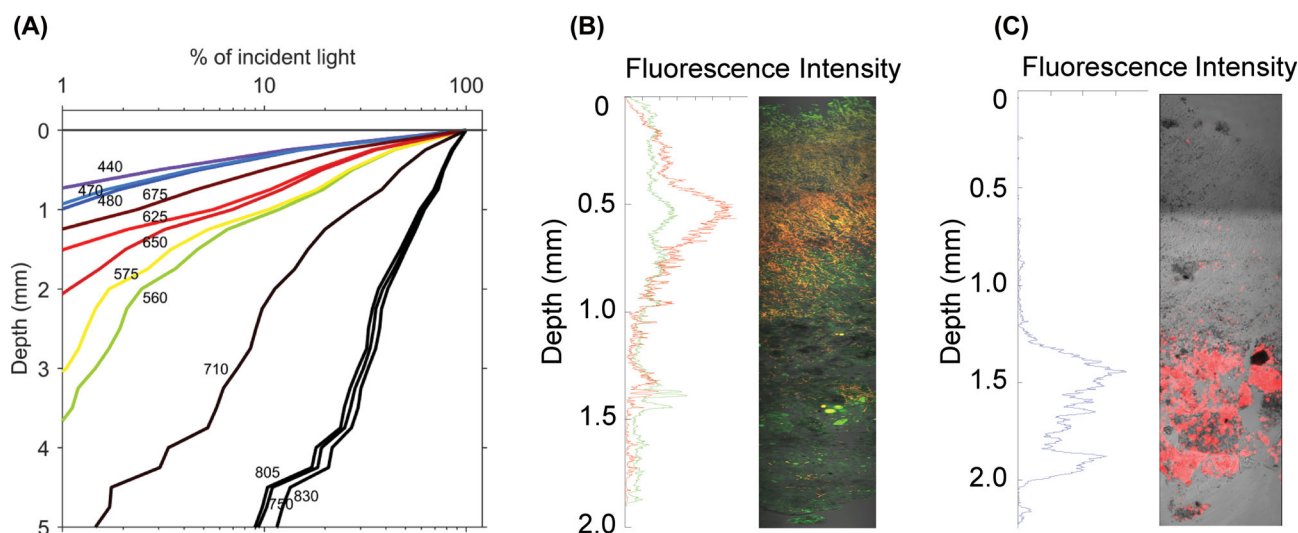 (A)
% of incident light
1 10 100
Depth (mm)
0
1
2
3
4
5
440
470
480
675
625
650
575
560
710
805
750
830
(B)
Fluorescence Intensity
Depth (mm)
0
0.5
1.0
1.5
2.0
(C)
Fluorescence Intensity
Depth (mm)
0
0.5
1.0
1.5
2.0